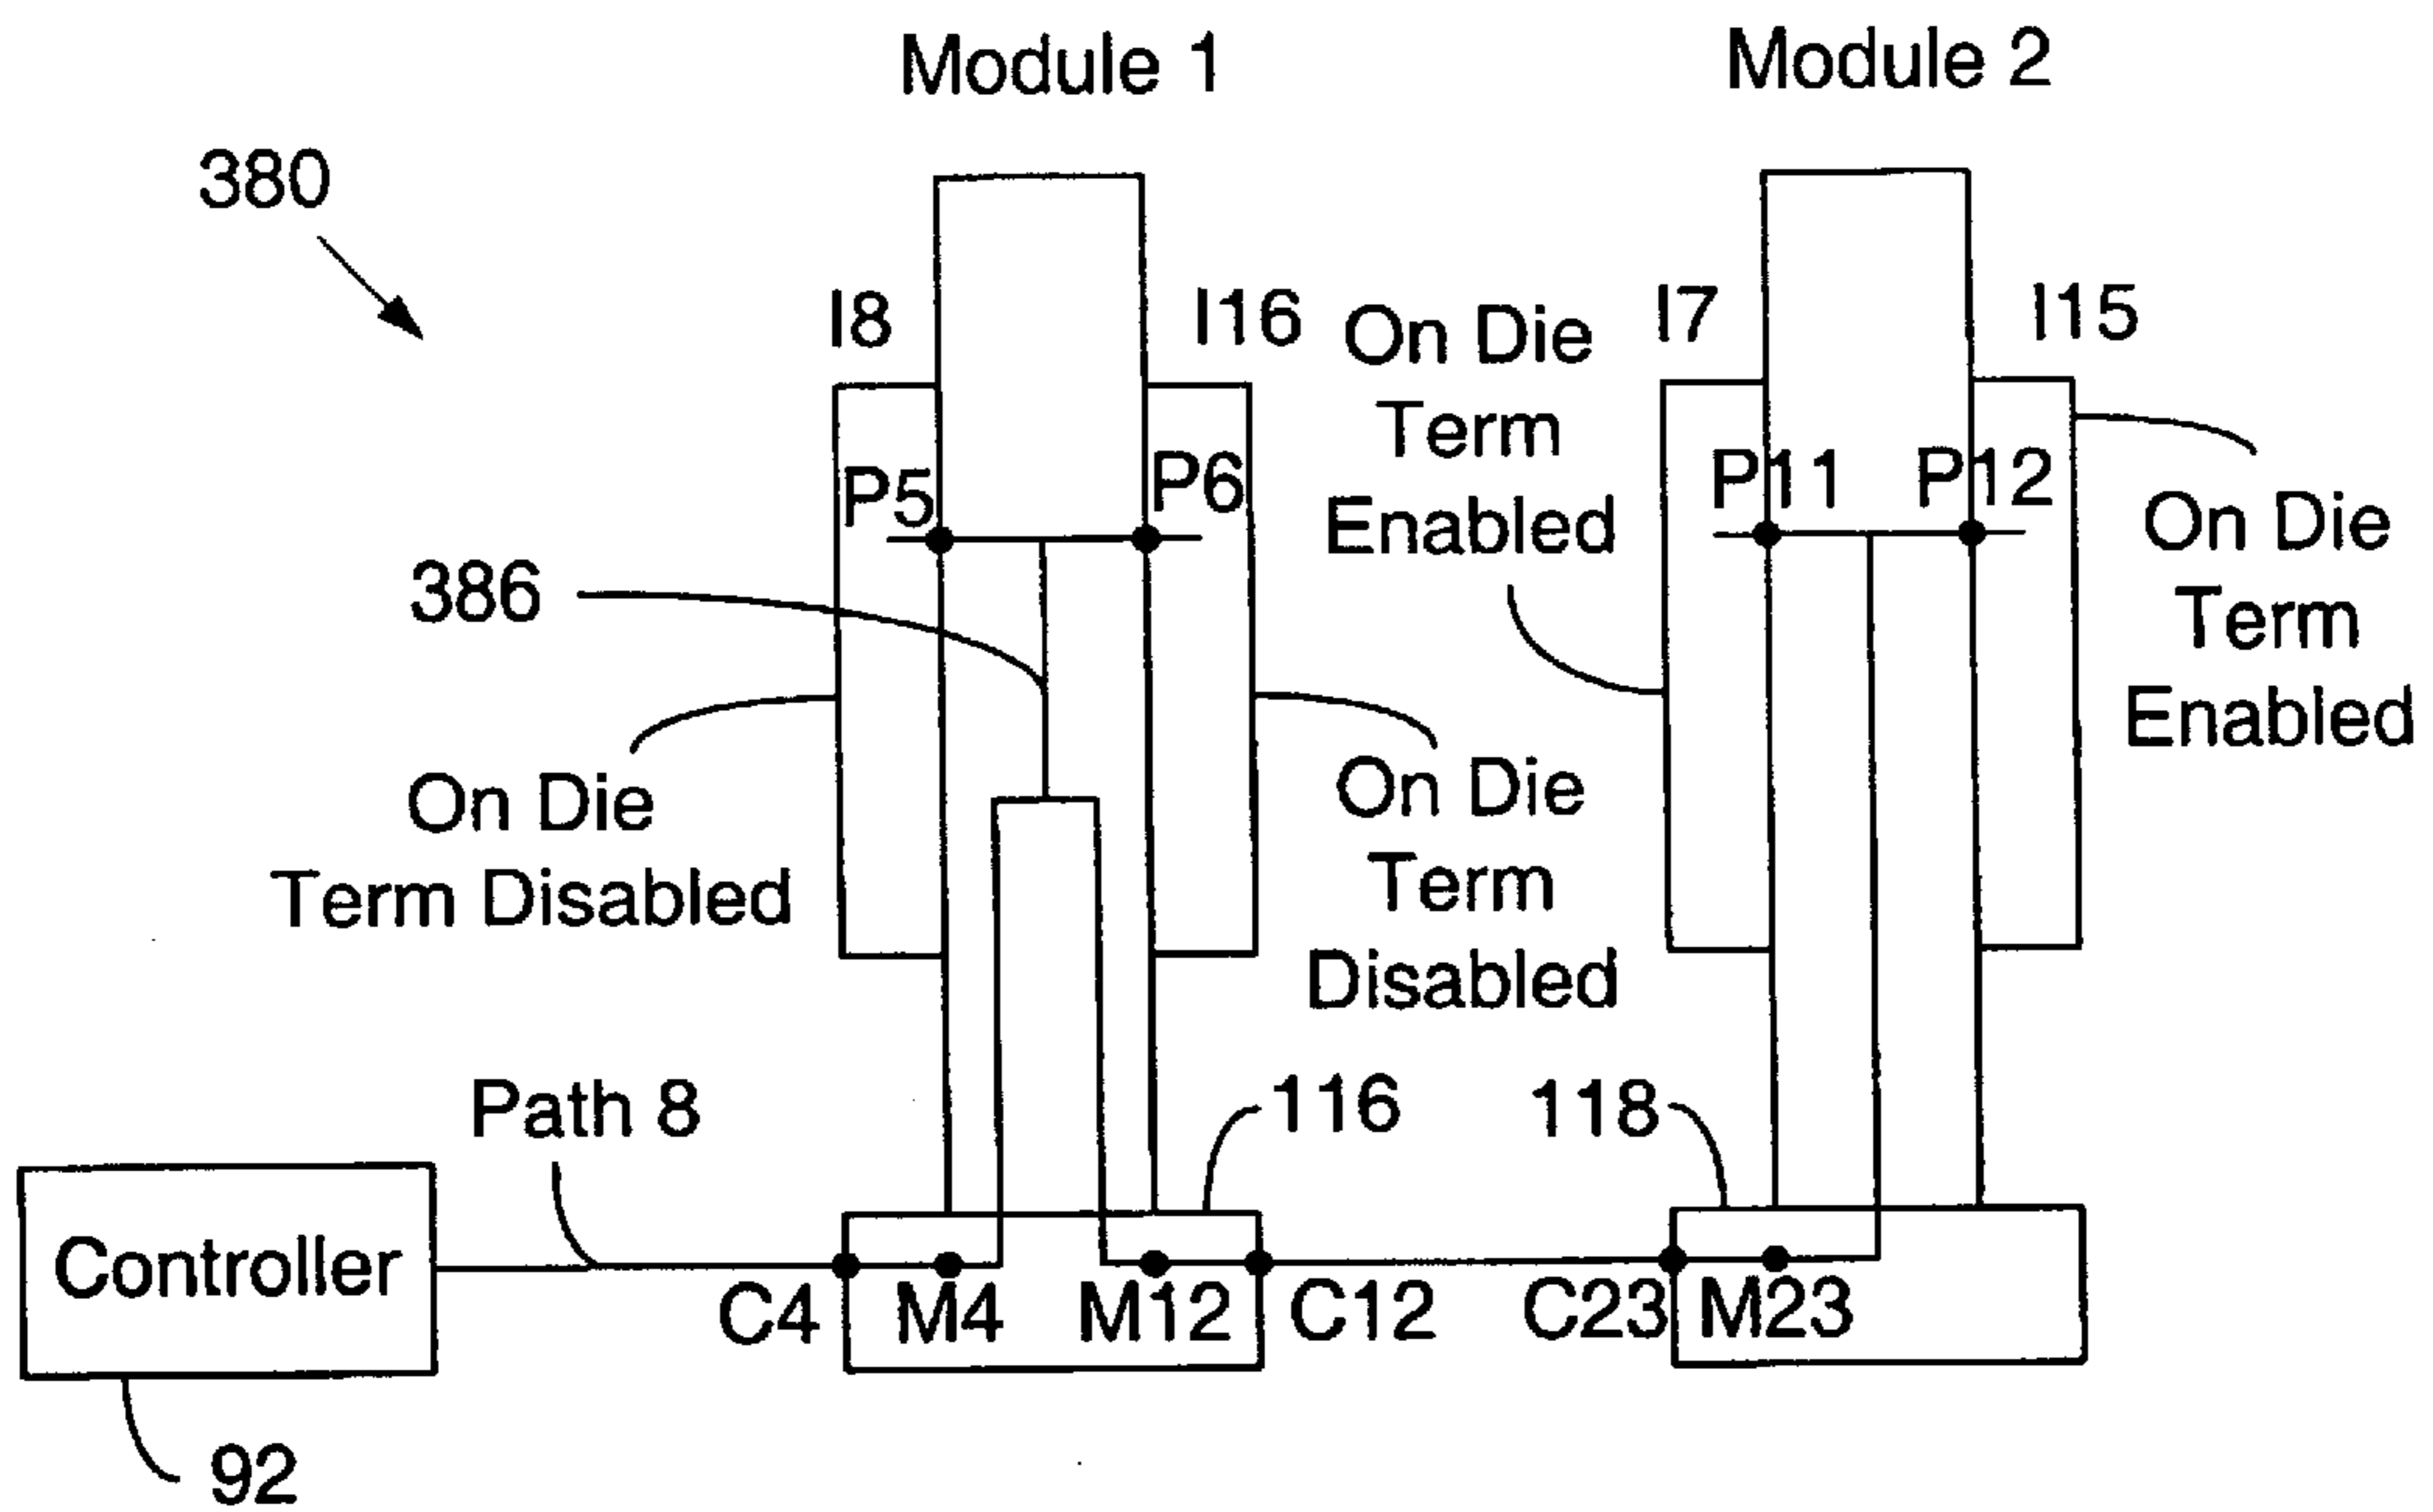 Module 1
Module 2
380
I8
I16
On Die
Term
Enabled
I7
I15
P5
P6
P11
P12
On Die
Term
Enabled
386
On Die
Term Disabled
On Die
Term
Disabled
Path 8
116
118
Controller
C4
M4
M12
C12
C23
M23
92